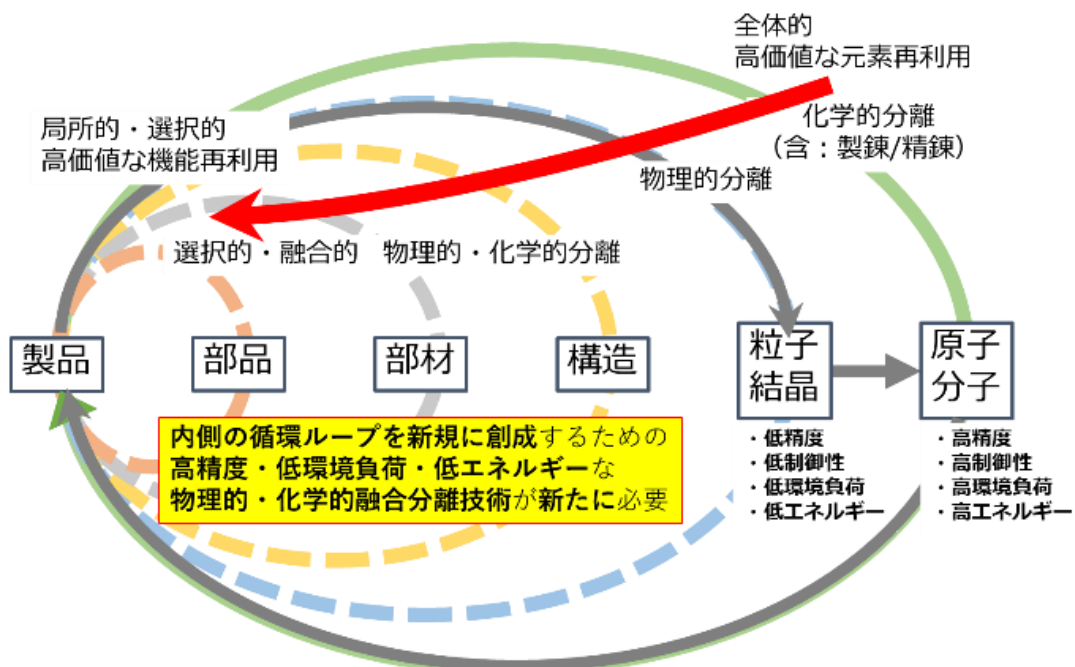 全体的
高価値な元素再利用
局所的・選択的
高価値な機能再利用
化学的分離
（含：製錬/精錬）
物理的分離
選択的・融合的　物理的・化学的分離
製品
部品
部材
構造
粒子
結晶
原子
分子
内側の循環ループを新規に創成するための
高精度・低環境負荷・低エネルギーな
物理的・化学的融合分離技術が新たに必要
・低精度
・低制御性
・低環境負荷
・低エネルギー
・高精度
・高制御性
・高環境負荷
・高エネルギー